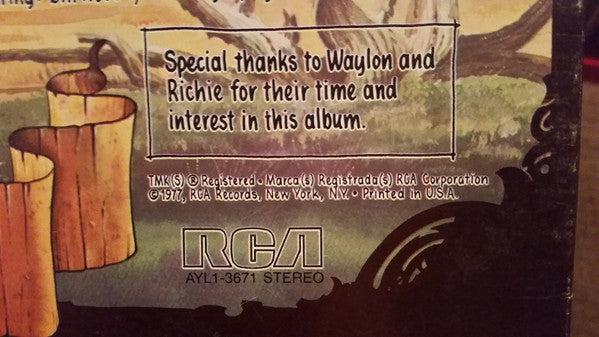 Special thanks to Waylon and
Richie for their time and
interest in this album.
TMK(S) ® Registered • Marca(s) Registrada(s) RCA Corporation
©1977, RCA Records, New York, N.Y. • Printed in U.S.A.
RCA
AYL1-3671 STEREO